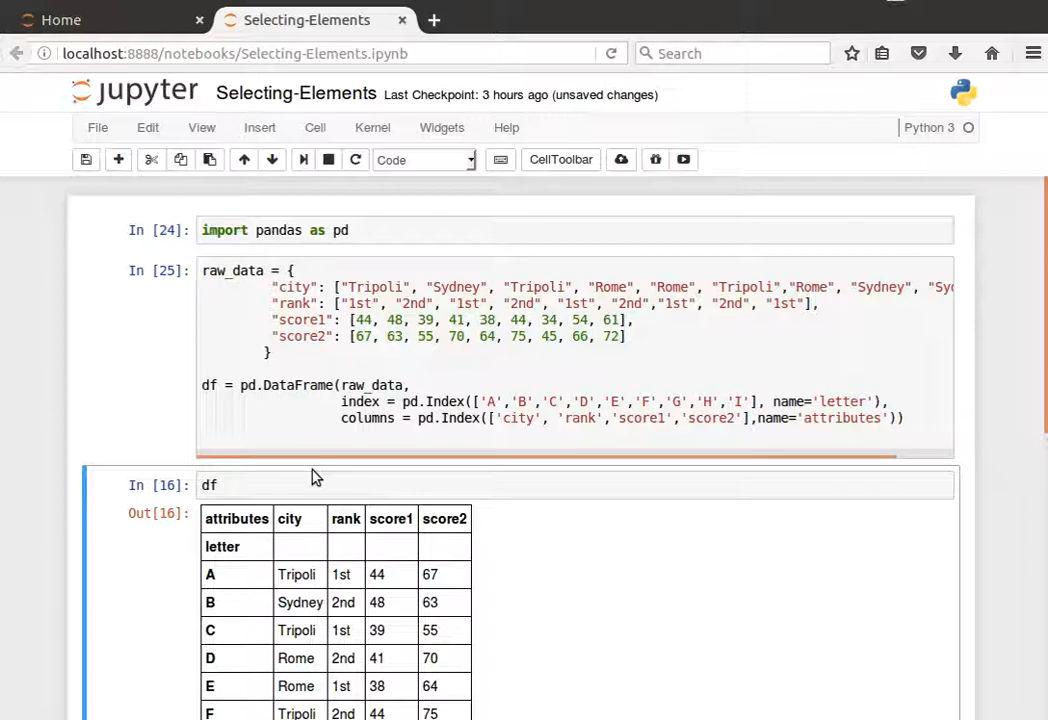 Home × Selecting-Elements × +
localhost:8888/notebooks/Selecting-Elements.ipynb Search
jupyter Selecting-Elements Last Checkpoint: 3 hours ago (unsaved changes)
File Edit View Insert Cell Kernel Widgets Help Python 3
Code CellToolbar
In [24]: import pandas as pd
In [25]: raw_data = {
"city": ["Tripoli", "Sydney", "Tripoli", "Rome", "Rome", "Tripoli","Rome", "Sydney", "Syd
"rank": ["1st", "2nd", "1st", "2nd", "1st", "2nd","1st", "2nd", "1st"],
"score1": [44, 48, 39, 41, 38, 44, 34, 54, 61],
"score2": [67, 63, 55, 70, 64, 75, 45, 66, 72]
}
df = pd.DataFrame(raw_data,
index = pd.Index(['A','B','C','D','E','F','G','H','I'], name='letter'),
columns = pd.Index(['city', 'rank','score1','score2'],name='attributes'))
In [16]: df
Out[16]:
attributes city rank score1 score2
letter
A Tripoli 1st 44 67
B Sydney 2nd 48 63
C Tripoli 1st 39 55
D Rome 2nd 41 70
E Rome 1st 38 64
F Tripoli 2nd 44 75